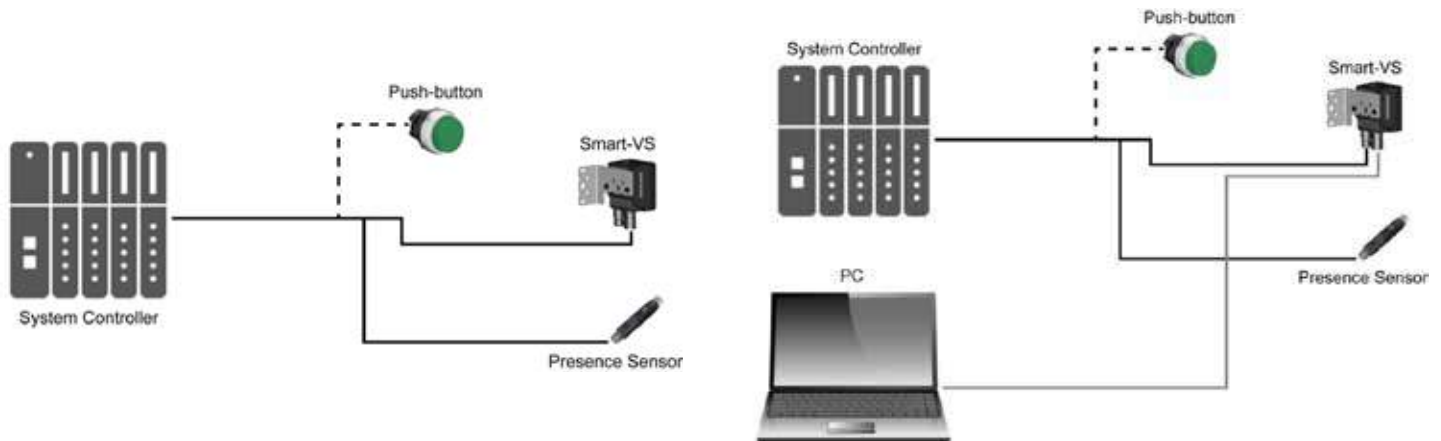 Push-button
Smart-VS
System Controller
Presence Sensor
Push-button
System Controller
Smart-VS
Presence Sensor
PC